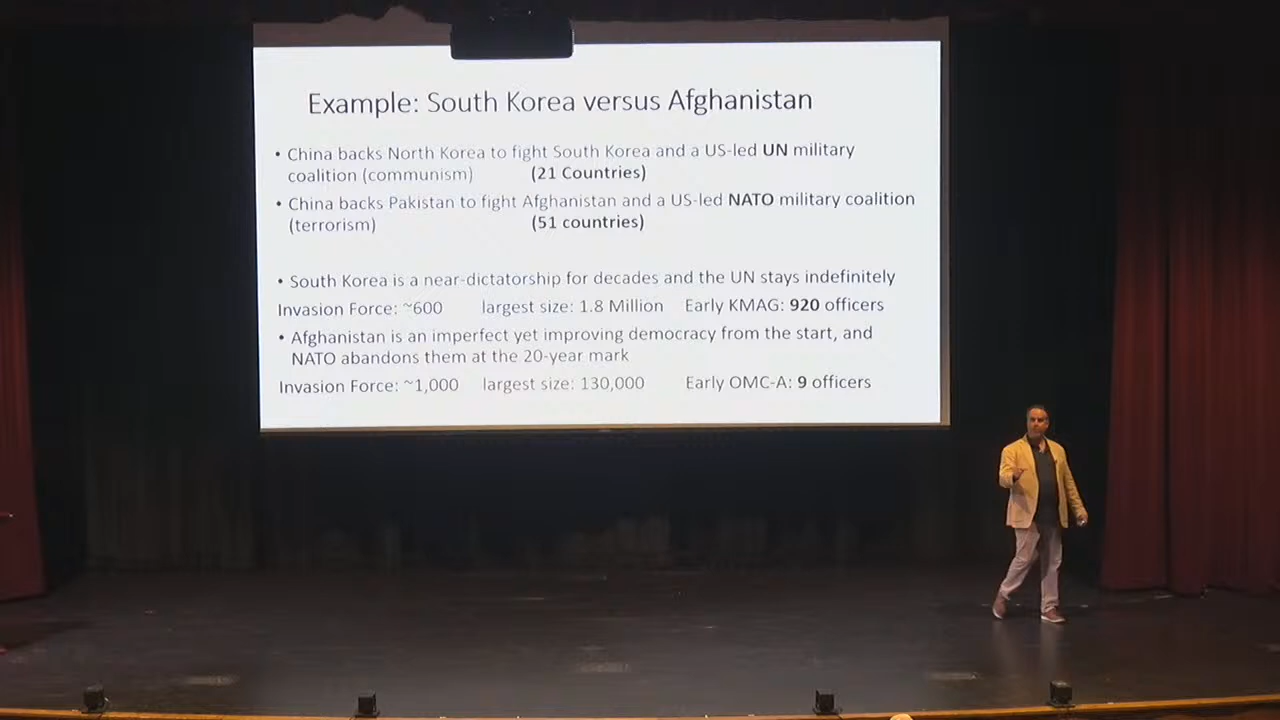 Example: South Korea versus Afghanistan
• China backs North Korea to fight South Korea and a US-led UN military
coalition (communism) (21 Countries)
• China backs Pakistan to fight Afghanistan and a US-led NATO military coalition
(terrorism) (51 countries)
• South Korea is a near-dictatorship for decades and the UN stays indefinitely
Invasion Force: ~600 largest size: 1.8 Million Early KMAG: 920 officers
• Afghanistan is an imperfect yet improving democracy from the start, and
NATO abandons them at the 20-year mark
Invasion Force: ~1,000 largest size: 130,000 Early OMC-A: 9 officers